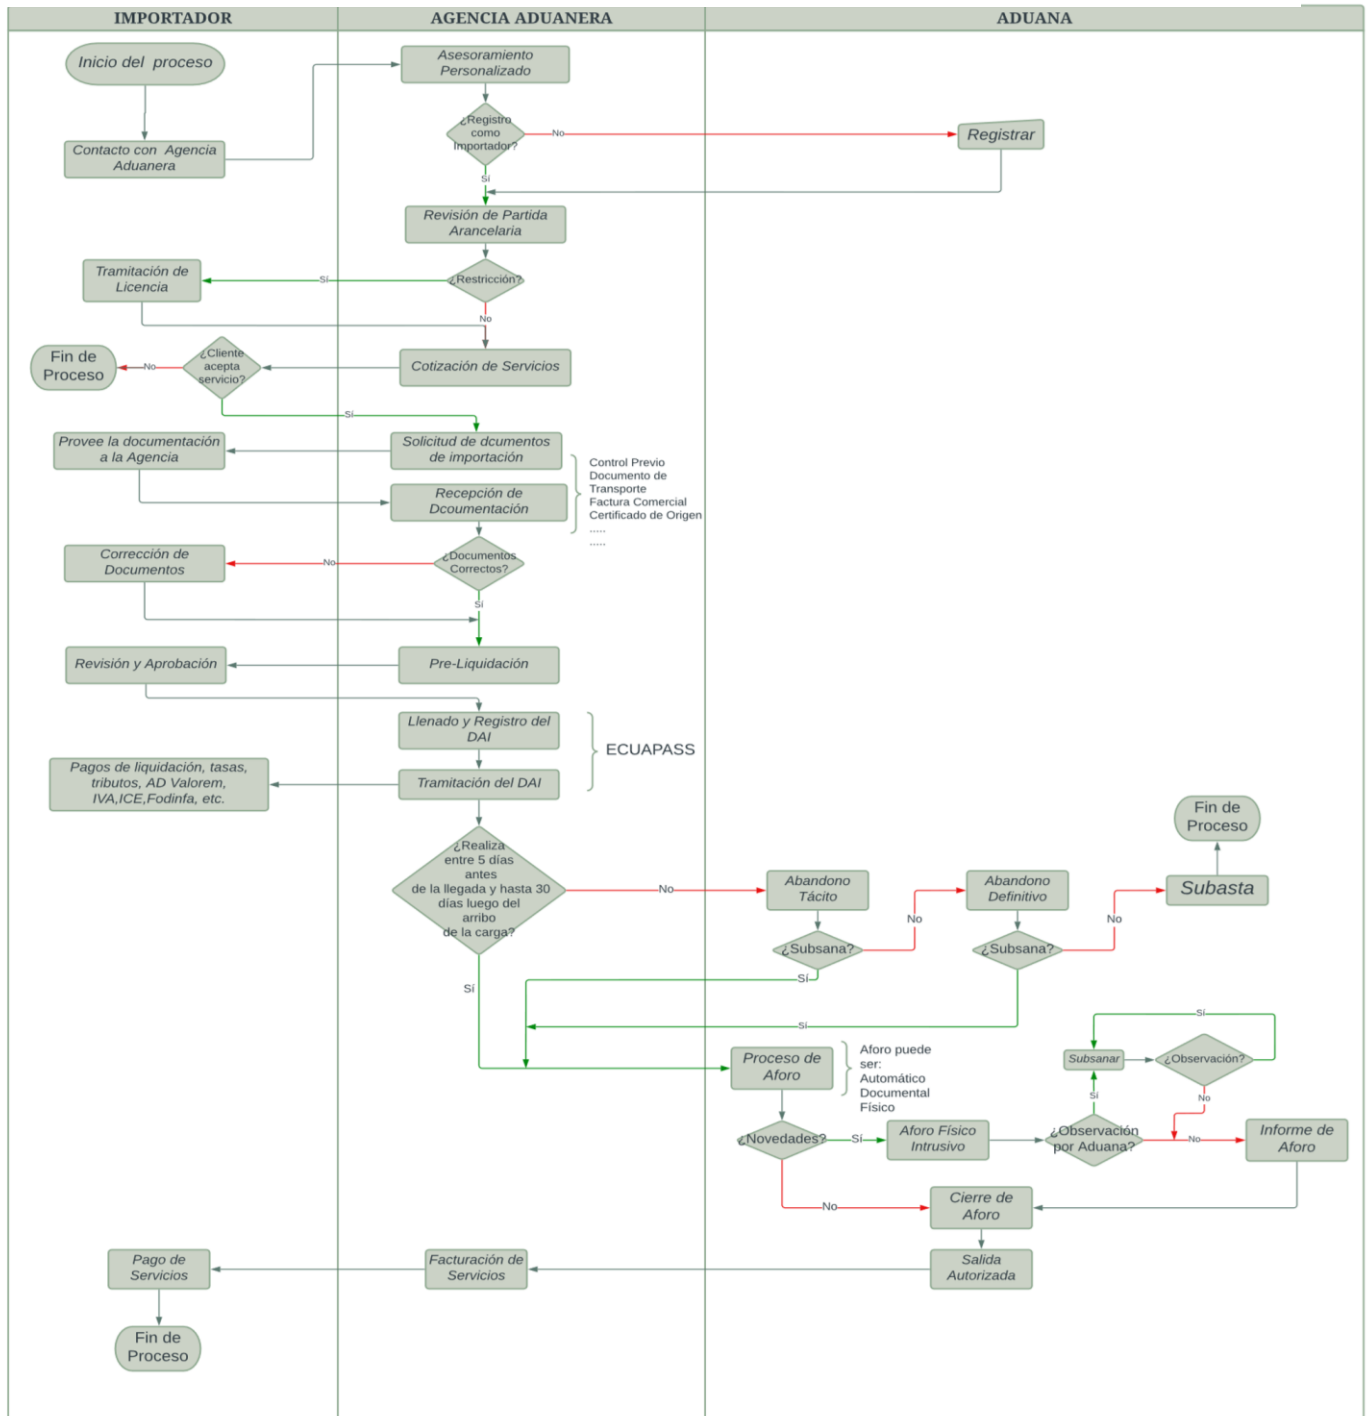 IMPORTADOR
AGENCIA ADUANERA
ADUANA
Inicio del proceso
Asesoramiento
Personalizado
Contacto con Agencia
Aduanera
¿Registro
como
Importador?
No
Registrar
Sí
Revisión de Partida
Arancelaria
¿Restricción?
Sí
Tramitación de
Licencia
No
Cotización de Servicios
¿Cliente
acepta
servicio?
No
Fin de
Proceso
Sí
Solicitud de dcumentos
de importación
Provee la documentación
a la Agencia
Recepción de
Dcoumentación
Control Previo
Documento de
Transporte
Factura Comercial
Certificado de Origen
.....
.....
¿Documentos
Correctos?
No
Corrección de
Documentos
Sí
Pre-Liquidación
Revisión y Aprobación
Llenado y Registro del
DAI
ECUAPASS
Tramitación del DAI
Pagos de liquidación, tasas,
tributos, AD Valorem,
IVA,ICE,Fodinfa, etc.
¿Realiza
entre 5 días
antes
de la llegada y hasta 30
días luego del
arribo
de la carga?
No
Abandono
Tácito
¿Subsana?
No
Abandono
Definitivo
¿Subsana?
No
Subasta
Fin de
Proceso
Sí
Sí
Sí
Proceso de
Aforo
Aforo puede
ser:
Automático
Documental
Físico
¿Novedades?
Sí
Aforo Físico
Intrusivo
¿Observación
por Aduana?
Sí
Subsanar
¿Observación?
Sí
No
No
Informe de
Aforo
No
Cierre de
Aforo
Salida
Autorizada
Facturación de
Servicios
Pago de
Servicios
Fin de
Proceso